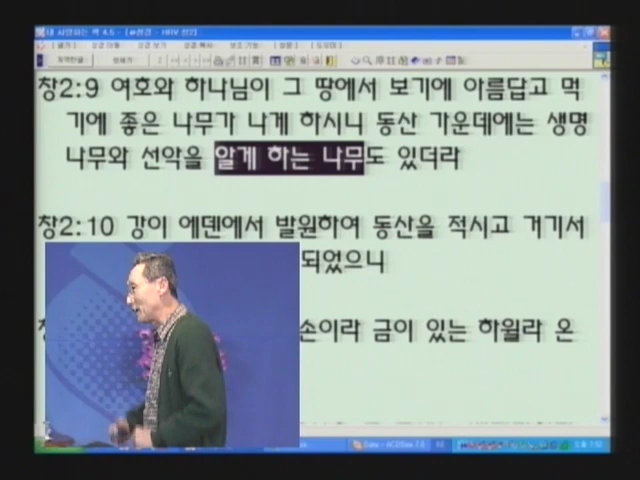 창2:9 여호와 하나님이 그 땅에서 보기에 아름답고 먹
기에 좋은 나무가 나게 하시니 동산 가운데에는 생명
나무와 선악을 알게 하는 나무도 있더라
창2:10 강이 에덴에서 발원하여 동산을 적시고 거기서
되었으니
손이라 금이 있는 하윌라 온